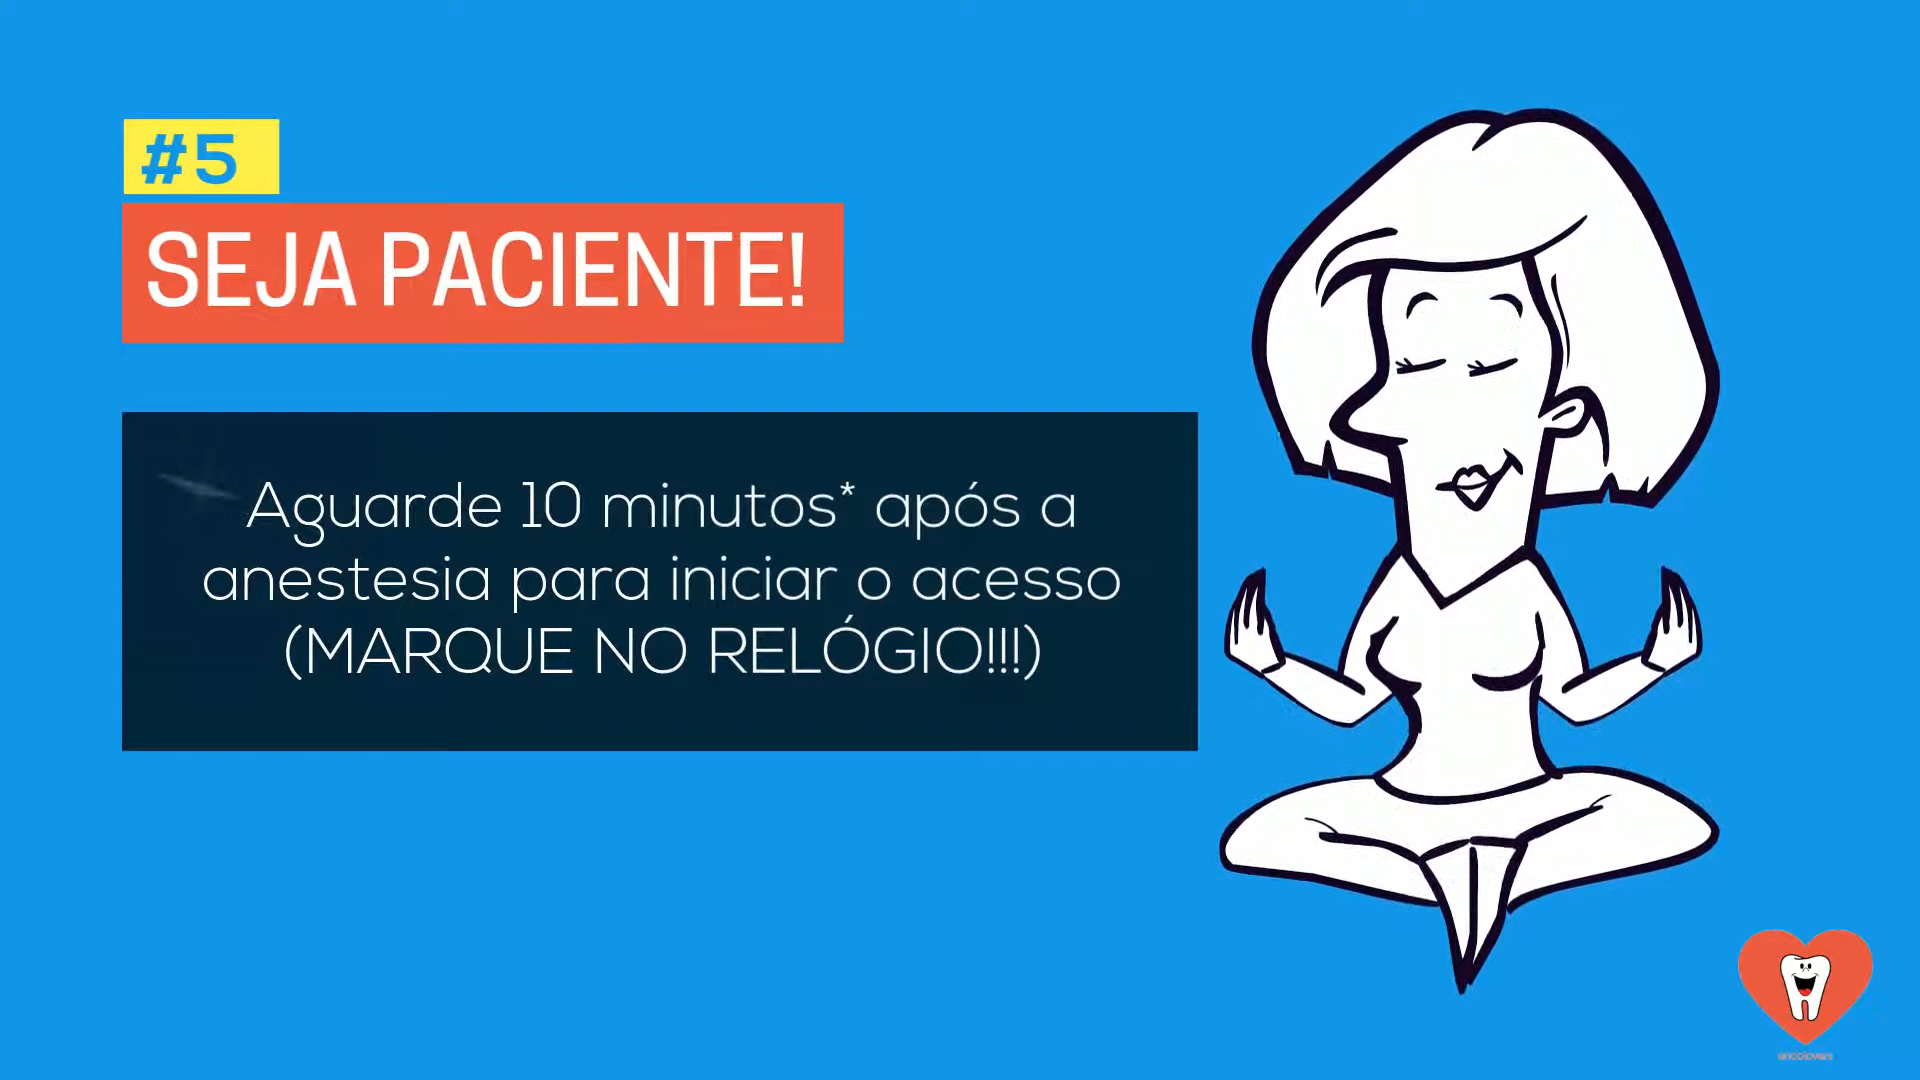 #5
SEJA PACIENTE!
Aguarde 10 minutos* após a
anestesia para iniciar o acesso
(MARQUE NO RELÓGIO!!!)